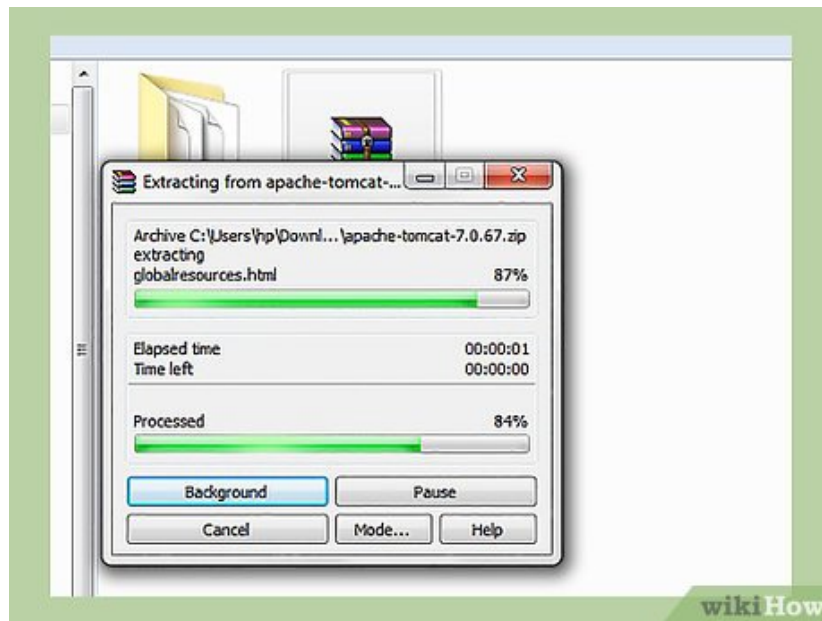 Extracting from apache-tomcat-...
Archive C:\Users\hp\Downl...\apache-tomcat-7.0.67.zip
extracting
globalresources.html 87%
Elapsed time 00:00:01
Time left 00:00:00
Processed 84%
Background Pause
Cancel Mode... Help
wikiHow